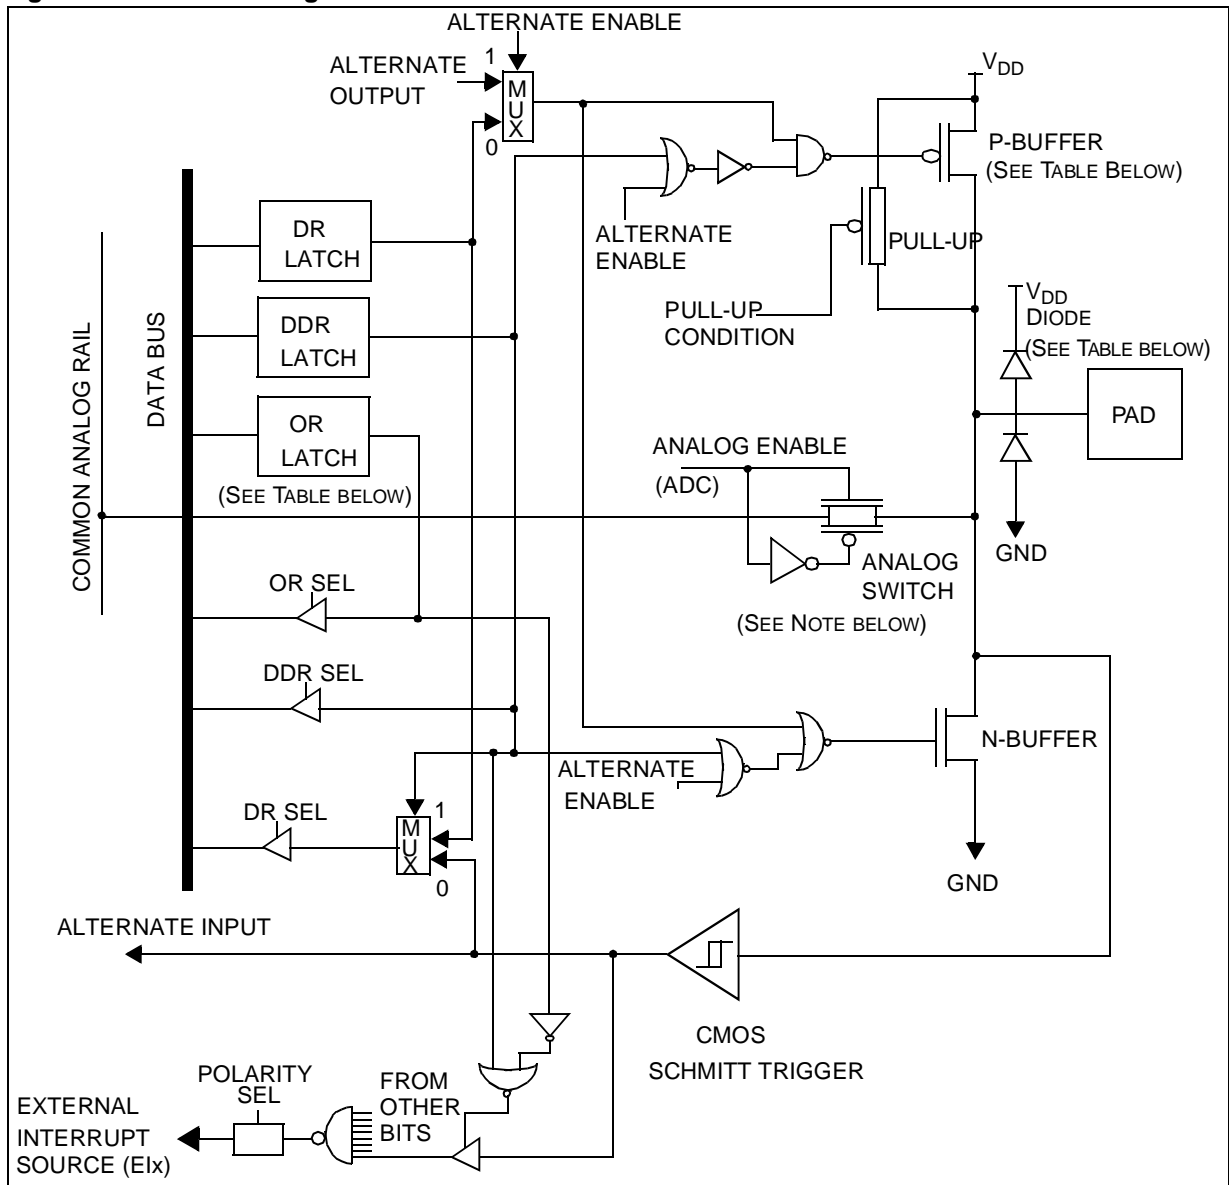 ALTERNATE ENABLE
1
ALTERNATE
OUTPUT
M
U
X
0
VDD
P-BUFFER
(SEE TABLE BELOW)
ALTERNATE
ENABLE
PULL-UP
PULL-UP
CONDITION
DR
LATCH
DDR
LATCH
OR
LATCH
(SEE TABLE BELOW)
COMMON ANALOG RAIL
DATA BUS
VDD
DIODE
(SEE TABLE BELOW)
PAD
GND
ANALOG ENABLE
(ADC)
ANALOG
SWITCH
(SEE NOTE BELOW)
OR SEL
DDR SEL
DR SEL
M
U
X
1
0
ALTERNATE
ENABLE
N-BUFFER
GND
ALTERNATE INPUT
CMOS
SCHMITT TRIGGER
POLARITY
SEL
FROM
OTHER
BITS
EXTERNAL
INTERRUPT
SOURCE (EIx)